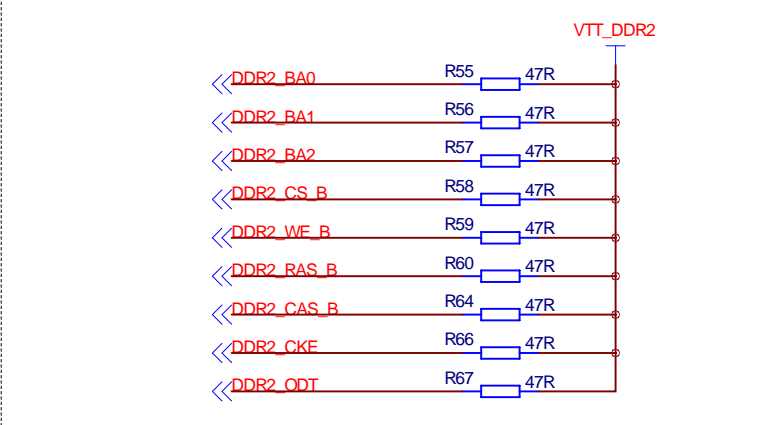 VTT_DDR2
DDR2_BA0 R55 47R
DDR2_BA1 R56 47R
DDR2_BA2 R57 47R
DDR2_CS_B R58 47R
DDR2_WE_B R59 47R
DDR2_RAS_B R60 47R
DDR2_CAS_B R64 47R
DDR2_CKE R66 47R
DDR2_ODT R67 47R